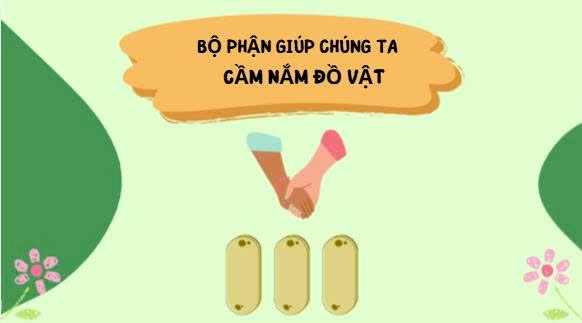 BỘ PHẬN GIÚP CHÚNG TA
CẦM NẮM ĐỒ VẬT